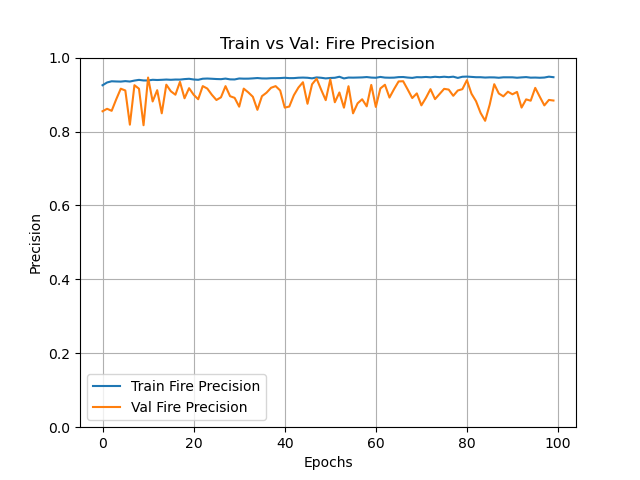 Train vs Val: Fire Precision
1.0
0.8
0.6
0.4
0.2
0.0
Precision
Train Fire Precision
Val Fire Precision
0 20 40 60 80 100
Epochs